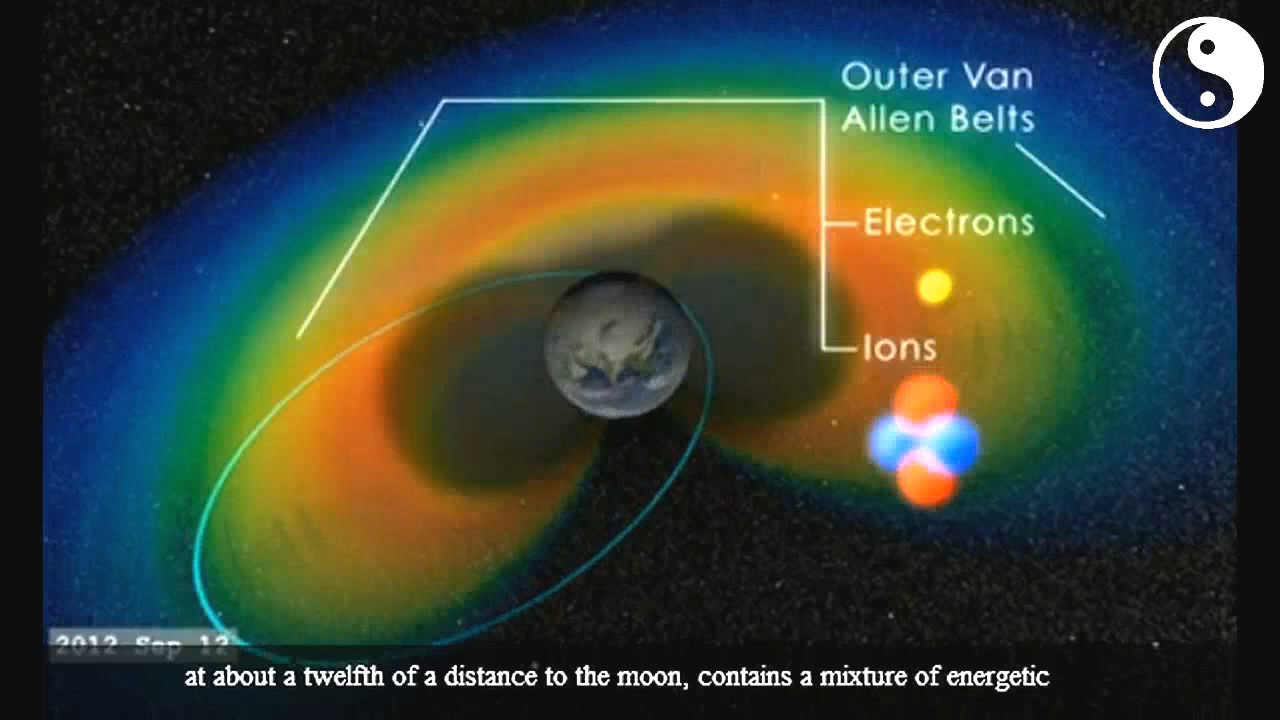 Outer Van
Allen Belts
Electrons
Ions
2012 Sep 12
at about a twelfth of a distance to the moon, contains a mixture of energetic